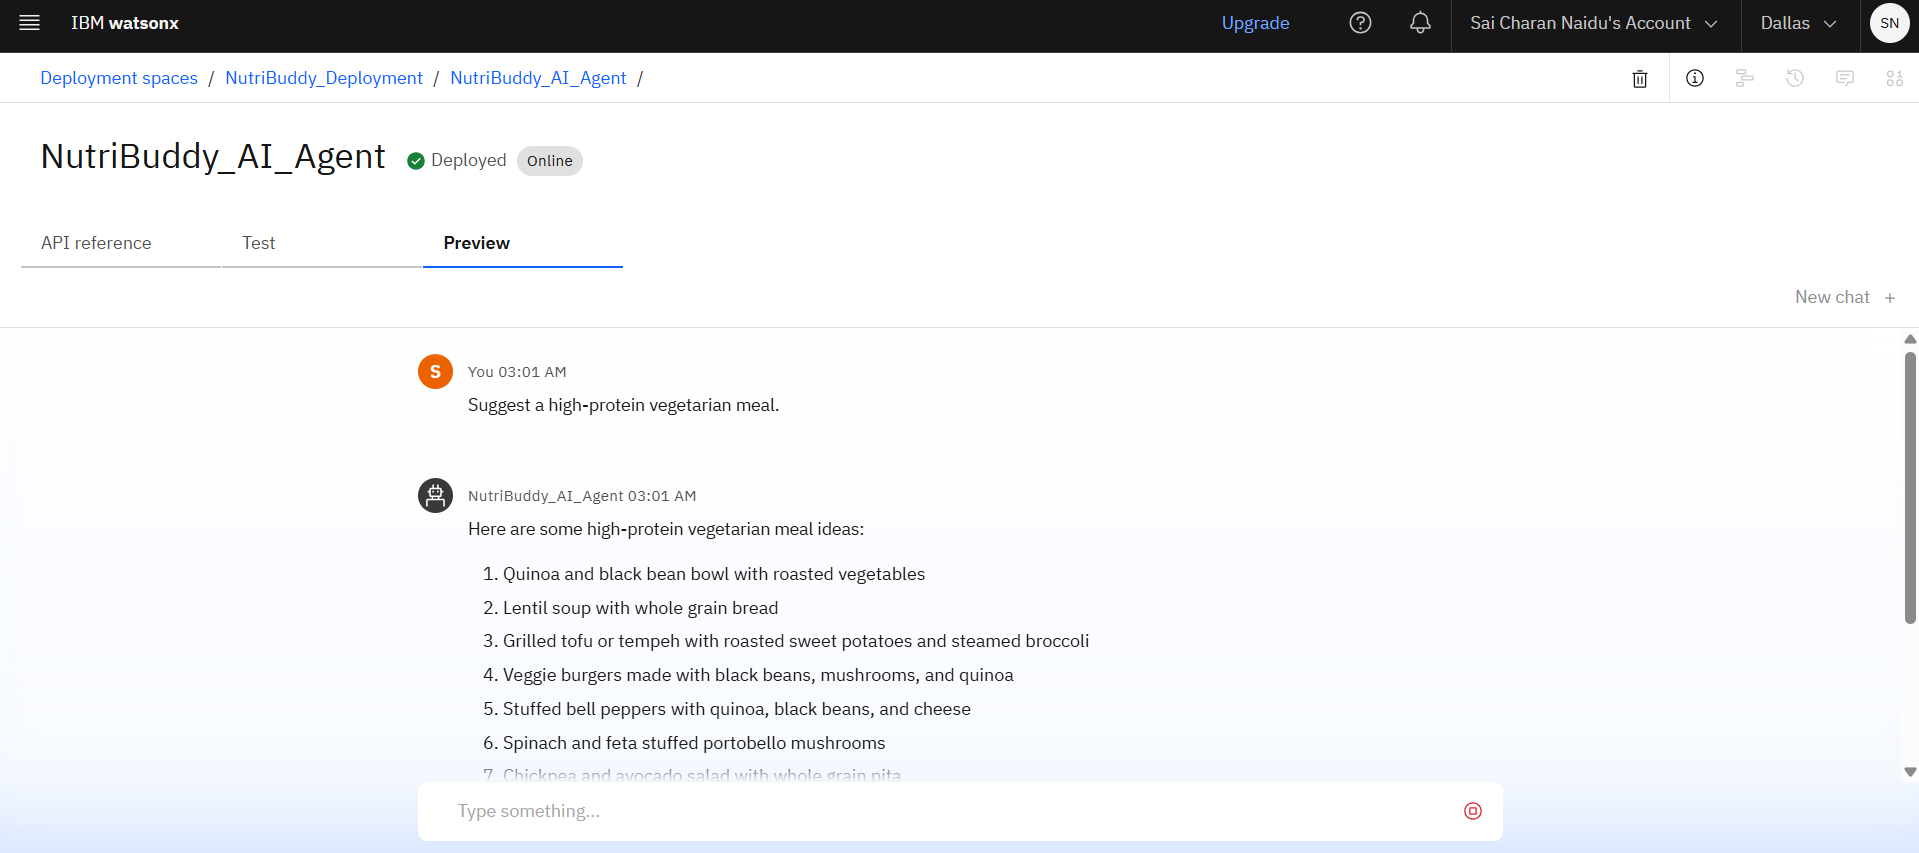 IBM watsonx
Upgrade
Sai Charan Naidu's Account
Dallas
SN
Deployment spaces / NutriBuddy_Deployment / NutriBuddy_AI_Agent /
NutriBuddy_AI_Agent
Deployed
Online
API reference
Test
Preview
New chat +
S
You 03:01 AM
Suggest a high-protein vegetarian meal.
NutriBuddy_AI_Agent 03:01 AM
Here are some high-protein vegetarian meal ideas:
1. Quinoa and black bean bowl with roasted vegetables
2. Lentil soup with whole grain bread
3. Grilled tofu or tempeh with roasted sweet potatoes and steamed broccoli
4. Veggie burgers made with black beans, mushrooms, and quinoa
5. Stuffed bell peppers with quinoa, black beans, and cheese
6. Spinach and feta stuffed portobello mushrooms
7. Chickpea and avocado salad with whole grain pita
Type something...